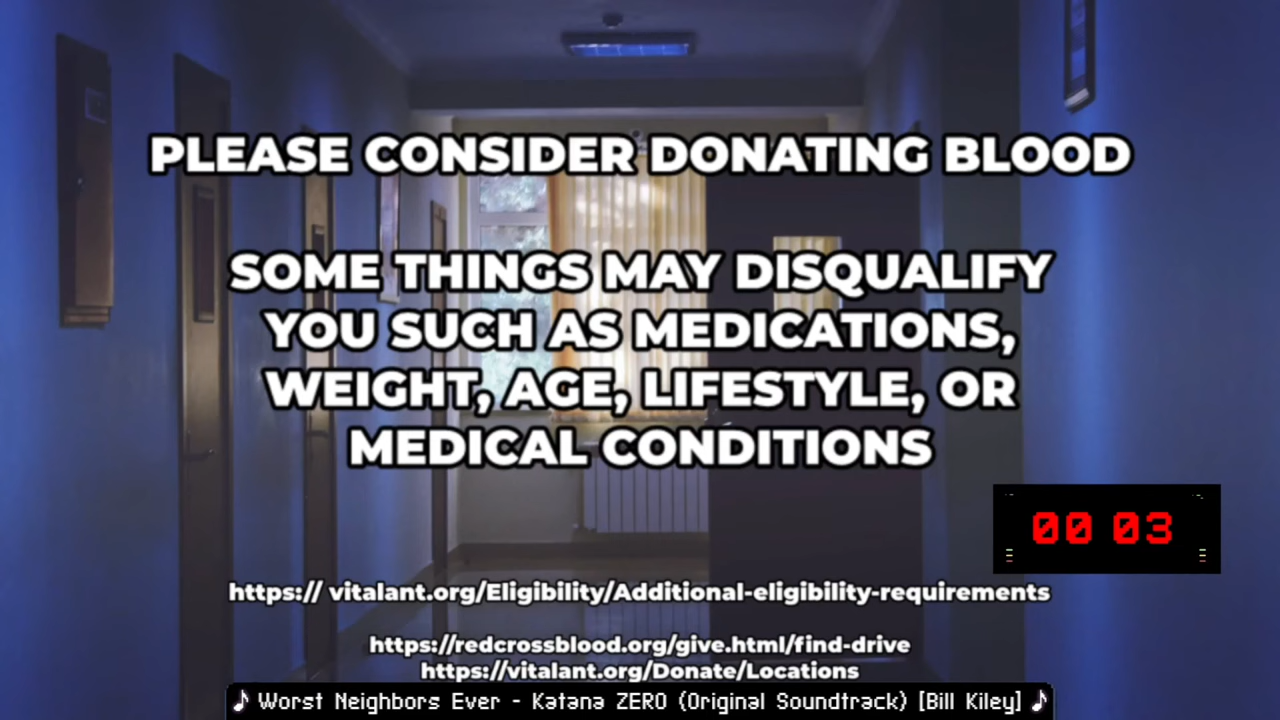 PLEASE CONSIDER DONATING BLOOD
SOME THINGS MAY DISQUALIFY
YOU SUCH AS MEDICATIONS,
WEIGHT, AGE, LIFESTYLE, OR
MEDICAL CONDITIONS
00 03
https:// vitalant.org/Eligibility/Additional-eligibility-requirements
https://redcrossblood.org/give.html/find-drive
https://vitalant.org/Donate/Locations
♪ Worst Neighbors Ever - Katana ZERO (Original Soundtrack) [Bill Kiley] ♪